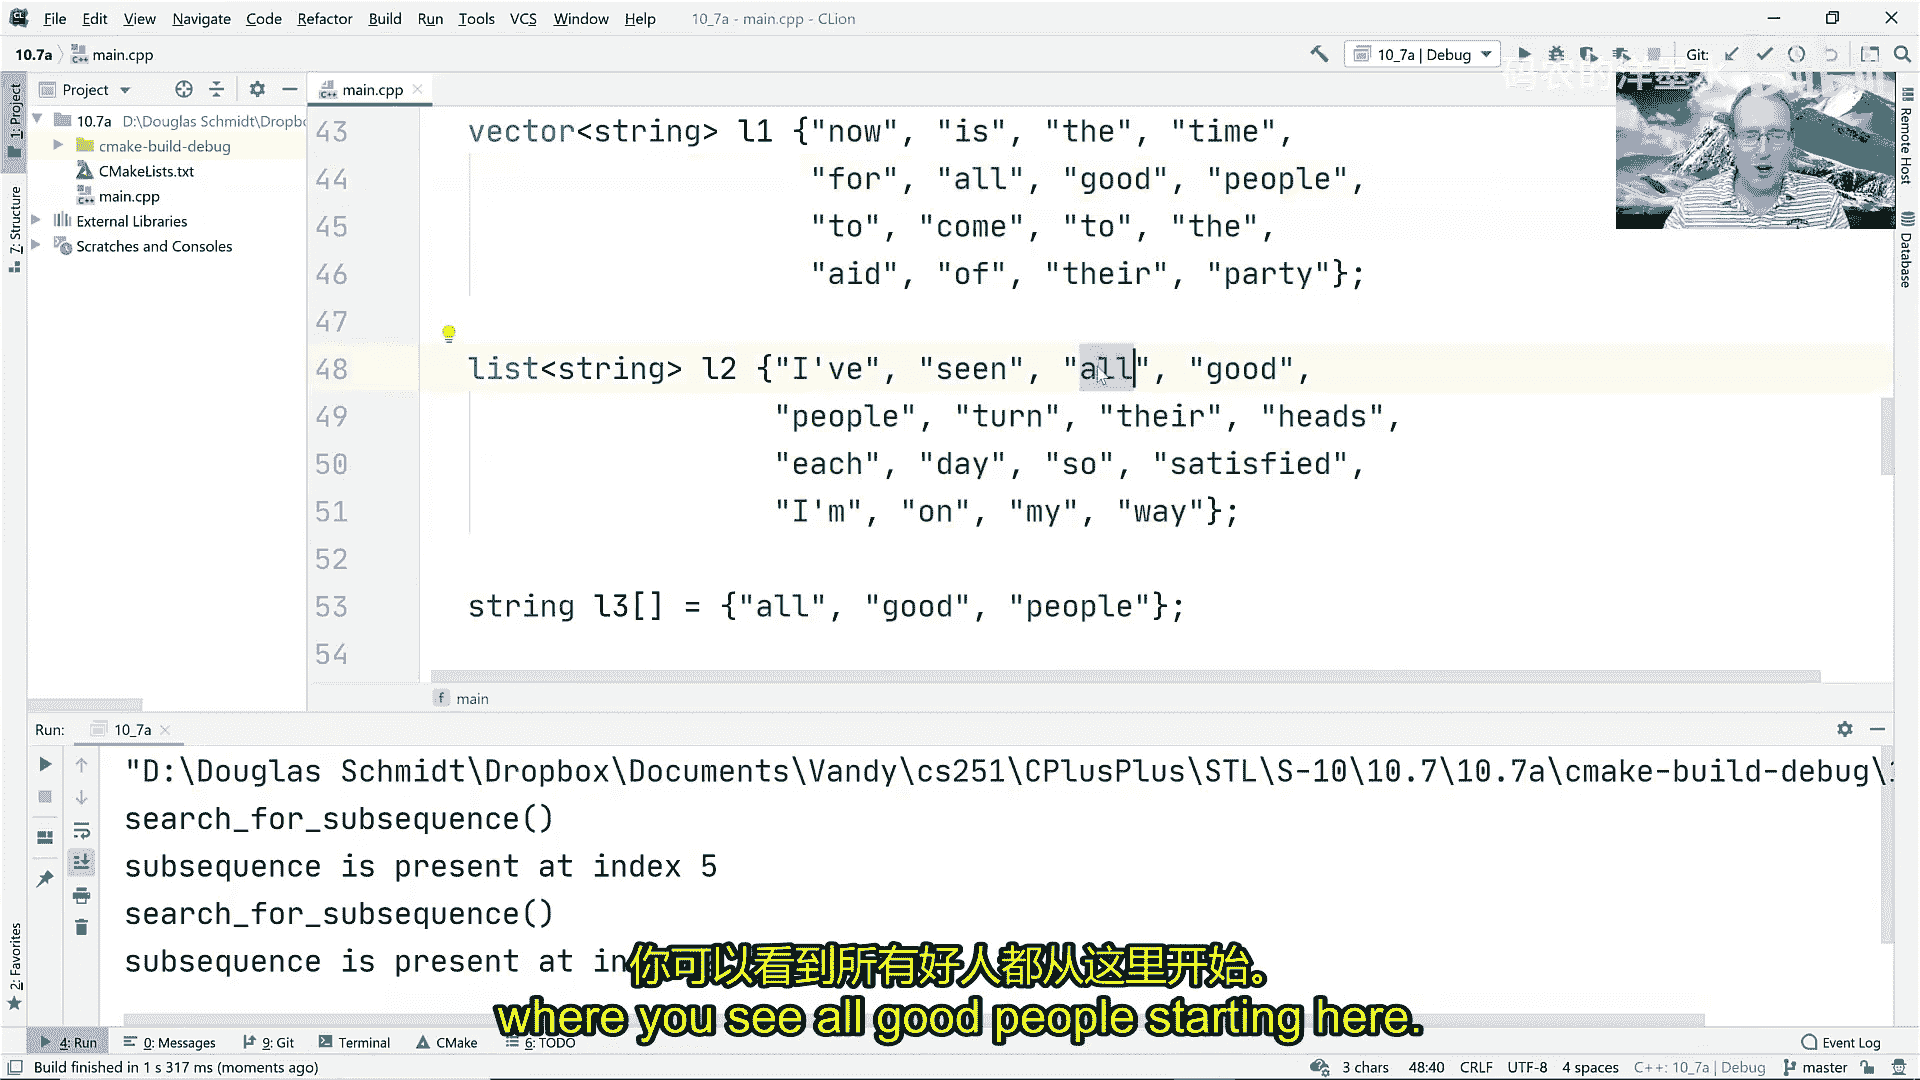 File Edit View Navigate Code Refactor Build Run Tools VCS Window Help 10_7a - main.cpp - CLion
10.7a main.cpp 10_7a | Debug Git:
Project main.cpp
1: Project
7: Structure
2: Favorites
Remote Host
Database
10.7a D:\Douglas Schmidt\Dropbo
cmake-build-debug
CMakeLists.txt
main.cpp
External Libraries
Scratches and Consoles
43 vector<string> l1 {"now", "is", "the", "time",
44 "for", "all", "good", "people",
45 "to", "come", "to", "the",
46 "aid", "of", "their", "party"};
47
48 list<string> l2 {"I've", "seen", "all", "good",
49 "people", "turn", "their", "heads",
50 "each", "day", "so", "satisfied",
51 "I'm", "on", "my", "way"};
52
53 string l3[] = {"all", "good", "people"};
54
f main
Run: 10_7a
"D:\Douglas Schmidt\Dropbox\Documents\Vandy\cs251\CPlusPlus\STL\S-10\10.7\10.7a\cmake-build-debug\
search_for_subsequence()
subsequence is present at index 5
search_for_subsequence()
subsequence is present at in
你可以看到所有好人都从这里开始。
where you see all good people starting here.
4: Run 0: Messages 9: Git Terminal CMake 6: TODO Event Log
Build finished in 1 s 317 ms (moments ago) 3 chars 48:40 CRLF UTF-8 4 spaces C++: 10_7a | Debug master